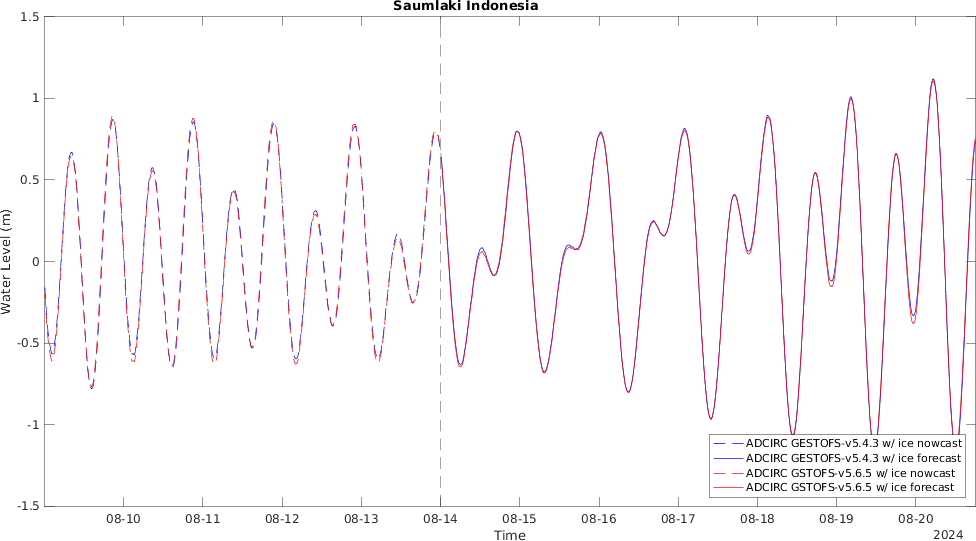 Saumlaki Indonesia
1.5
1
0.5
0
-0.5
-1
-1.5
Water Level (m)
ADCIRC GESTOFS-v5.4.3 w/ ice nowcast
ADCIRC GESTOFS-v5.4.3 w/ ice forecast
ADCIRC GSTOFS-v5.6.5 w/ ice nowcast
ADCIRC GSTOFS-v5.6.5 w/ ice forecast
08-10 08-11 08-12 08-13 08-14 08-15 08-16 08-17 08-18 08-19 08-20
Time
2024